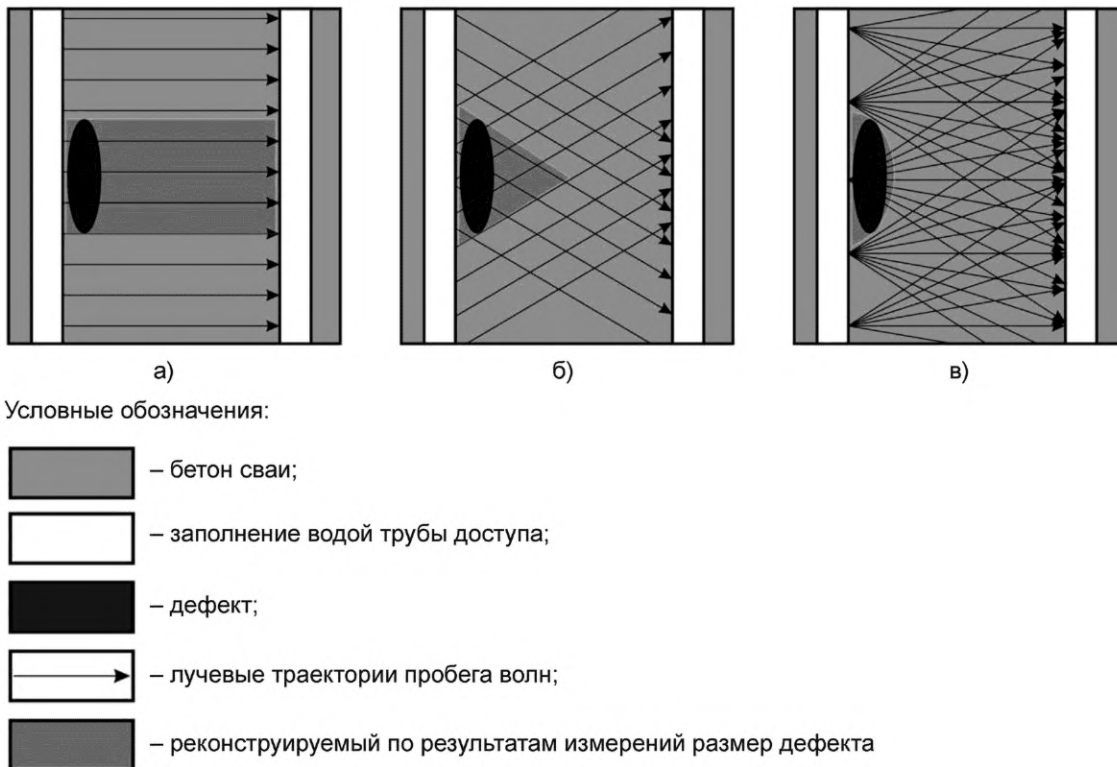 а)
б)
в)
Условные обозначения:
– бетон сваи;
– заполнение водой трубы доступа;
– дефект;
– лучевые траектории пробега волн;
– реконструируемый по результатам измерений размер дефекта